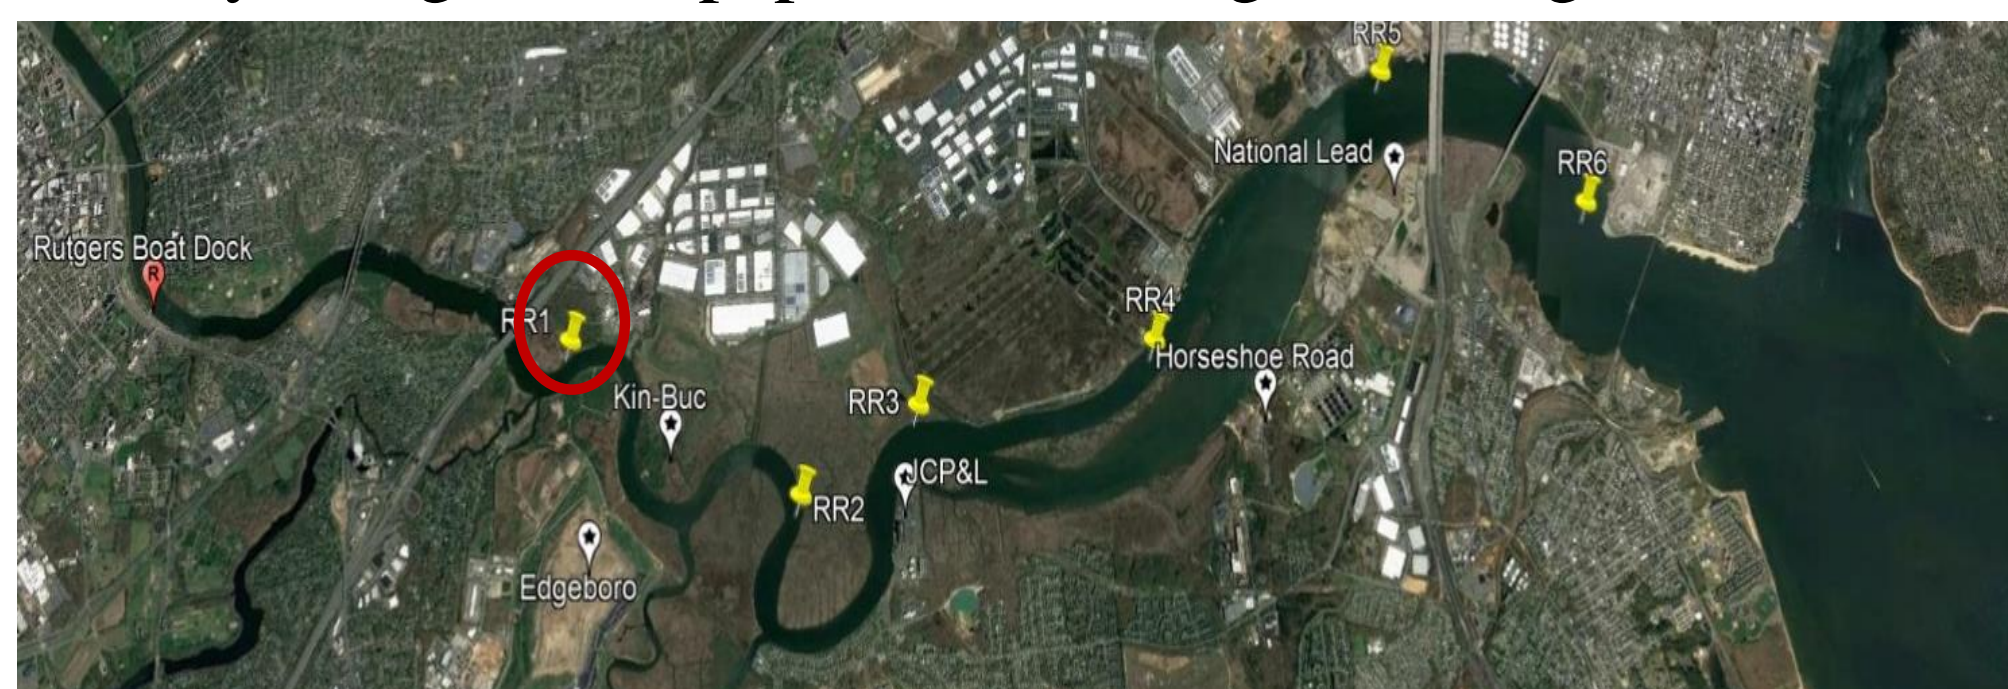 RR5
National Lead
RR6
Rutgers Boat Dock
R
RR4
RR1
Horseshoe Road
Kin-Buc
RR3
JCP&L
RR2
Edgeboro